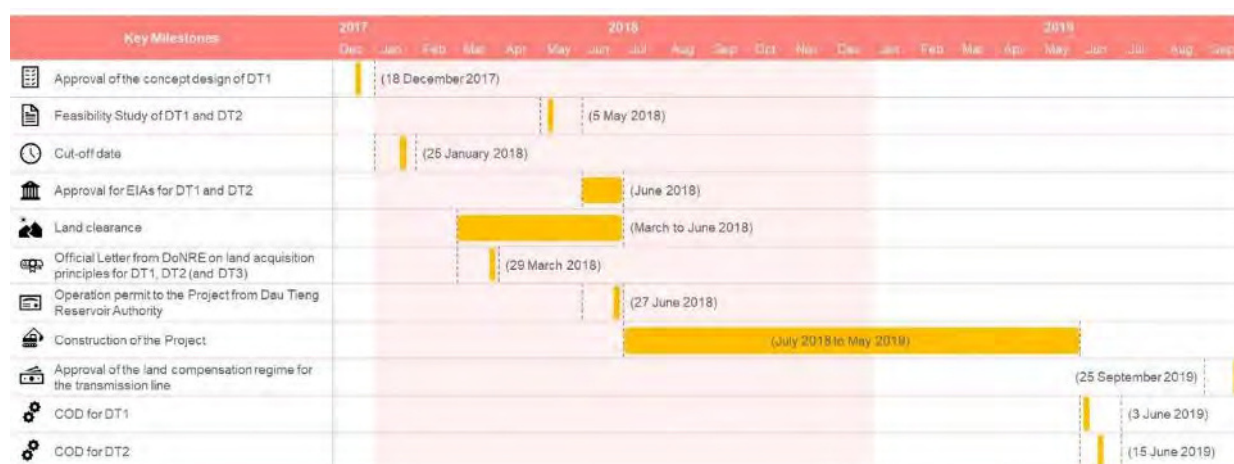 Key Milestones
2017 2018 2019
Dec Jan Feb Mar Apr May Jun Jul Aug Sep Oct Nov Dec Jan Feb Mar Apr May Jun Jul Aug Sep
Approval of the concept design of DT1 (18 December 2017)
Feasibility Study of DT1 and DT2 (5 May 2018)
Cut-off date (25 January 2018)
Approval for EIAs for DT1 and DT2 (June 2018)
Land clearance (March to June 2018)
Official Letter from DoNRE on land acquisition
principles for DT1, DT2 (and DT3) (29 March 2018)
Operation permit to the Project from Dau Tieng
Reservoir Authority (27 June 2018)
Construction of the Project (July 2018 to May 2019)
Approval of the land compensation regime for
the transmission line (25 September 2019)
COD for DT1 (3 June 2019)
COD for DT2 (15 June 2019)